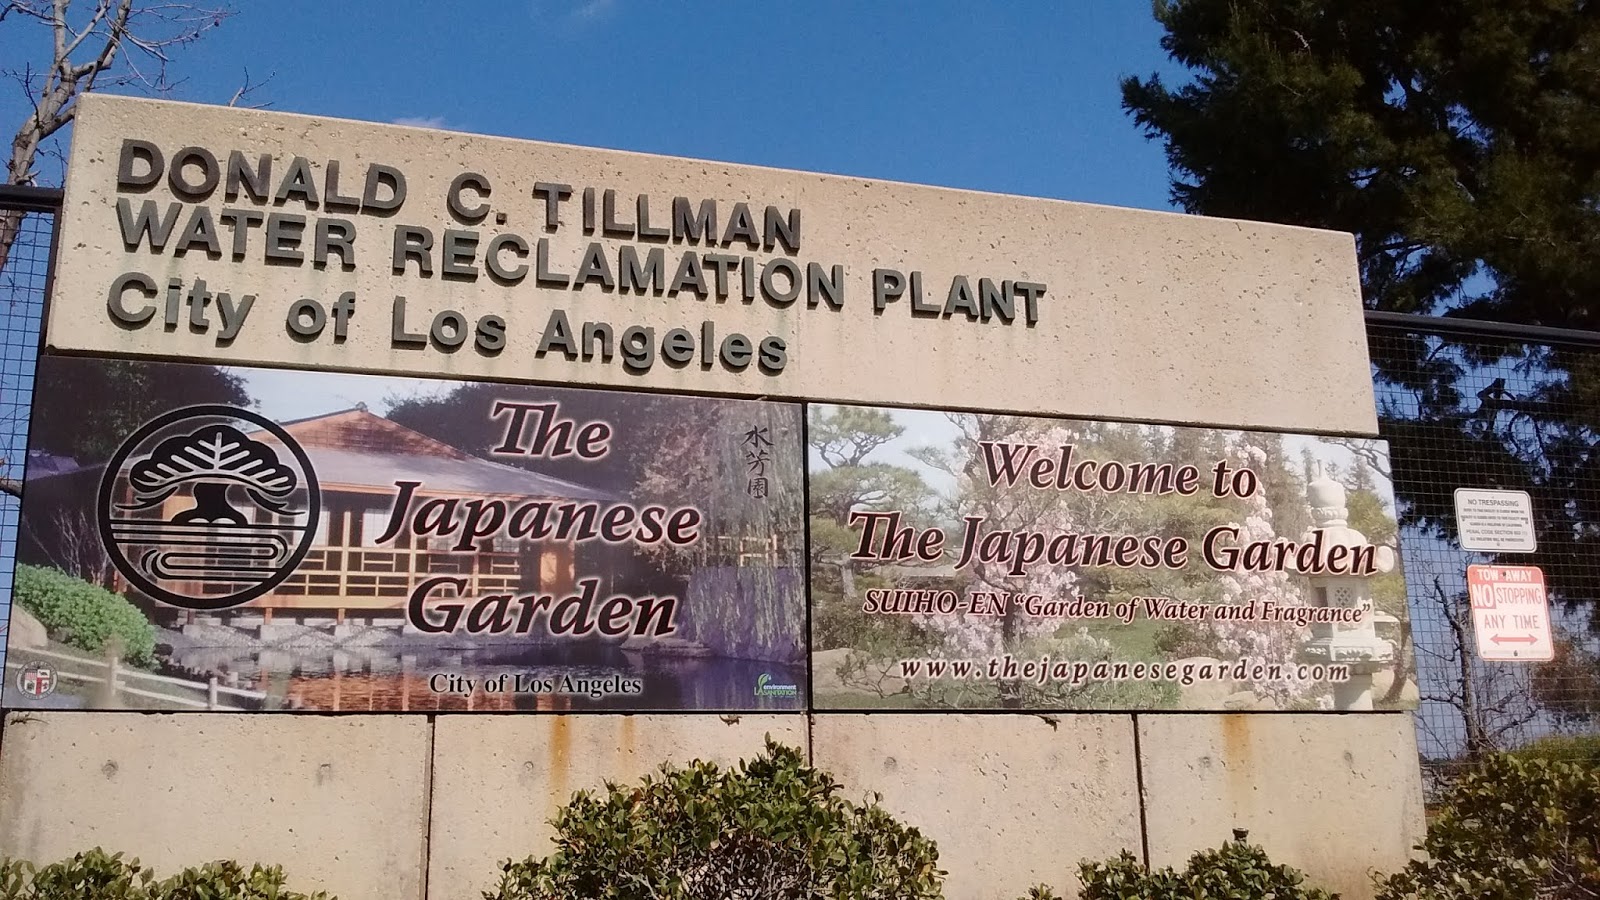 DONALD C. TILLMAN
WATER RECLAMATION PLANT
City of Los Angeles
The
Japanese
Garden
水芳園
City of Los Angeles
environment
LASANITATION
Welcome to
The Japanese Garden
SUIHO-EN “Garden of Water and Fragrance”
www.thejapanesegarden.com
NO TRESPASSING
TOW-AWAY
NO STOPPING
ANY TIME